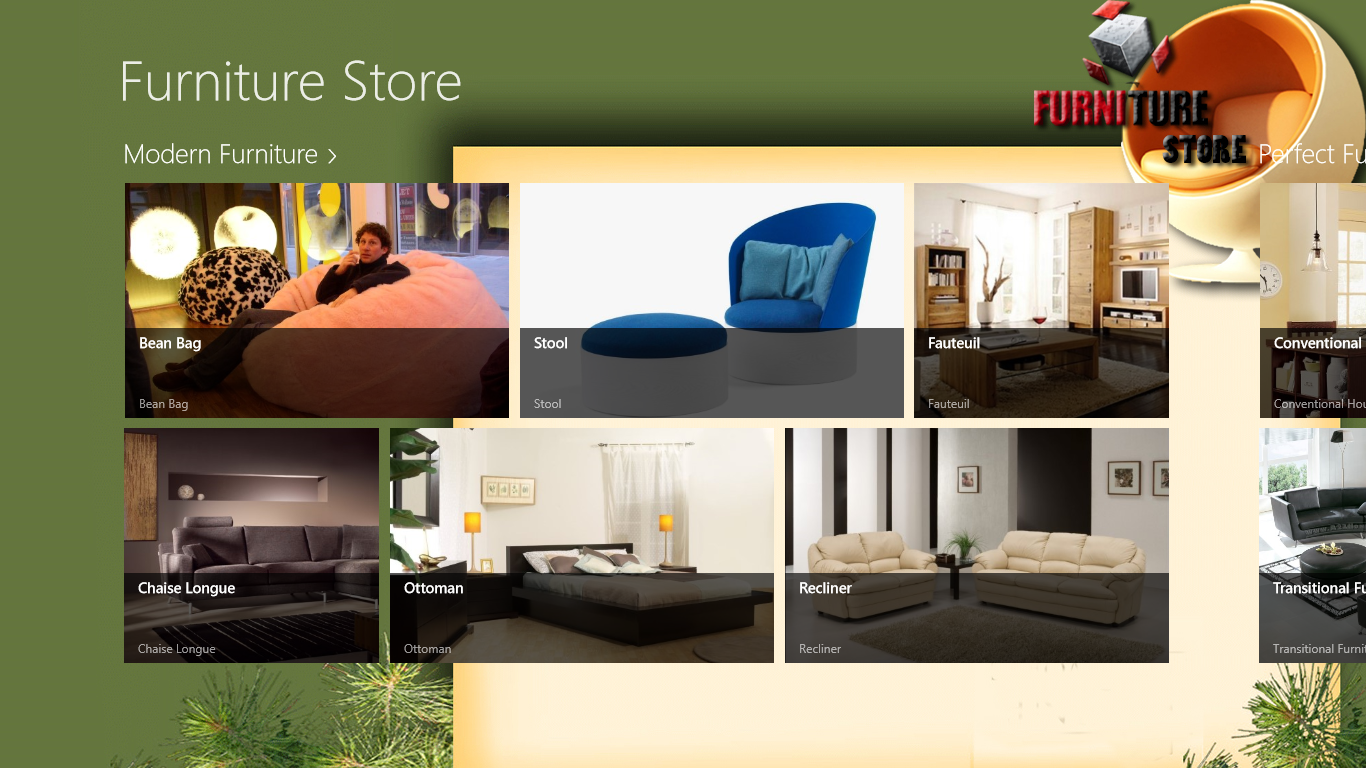 Furniture Store
FURNITURE
STORE
Modern Furniture >
Perfect Fu
Bean Bag
Bean Bag
Stool
Stool
Fauteuil
Fauteuil
Conventional
Conventional Hou
Chaise Longue
Chaise Longue
Ottoman
Ottoman
Recliner
Recliner
Transitional Fu
Transitional Furnit